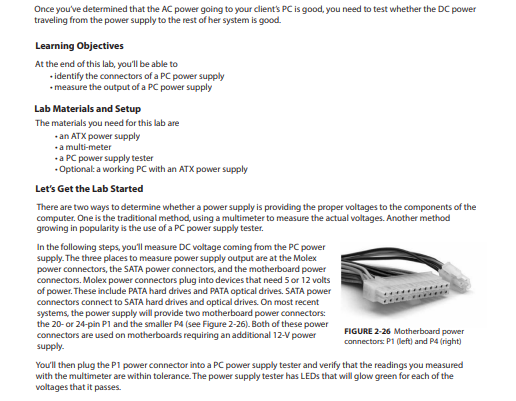 Once you've determined that the AC power going to your client's PC is good, you need to test whether the DC power
traveling from the power supply to the rest of her system is good.
Learning Objectives
At the end of this lab, you'll be able to
• identify the connectors of a PC power supply
• measure the output of a PC power supply
Lab Materials and Setup
The materials you need for this lab are
• an ATX power supply
• a multi-meter
• a PC power supply tester
• Optional: a working PC with an ATX power supply
Let's Get the Lab Started
There are two ways to determine whether a power supply is providing the proper voltages to the components of the
computer. One is the traditional method, using a multimeter to measure the actual voltages. Another method
growing in popularity is the use of a PC power supply tester.
In the following steps, you'll measure DC voltage coming from the PC power
supply. The three places to measure power supply output are at the Molex
power connectors, the SATA power connectors, and the motherboard power
connectors. Molex power connectors plug into devices that need 5 or 12 volts
of power. These include PATA hard drives and PATA optical drives. SATA power
connectors connect to SATA hard drives and optical drives. On most recent
systems, the power supply will provide two motherboard power connectors:
the 20- or 24-pin P1 and the smaller P4 (see Figure 2-26). Both of these power
connectors are used on motherboards requiring an additional 12-V power
supply.
FIGURE 2-26 Motherboard power
connectors: P1 (left) and P4 (right)
You'll then plug the P1 power connector into a PC power supply tester and verify that the readings you measured
with the multimeter are within tolerance. The power supply tester has LEDs that will glow green for each of the
voltages that it passes.